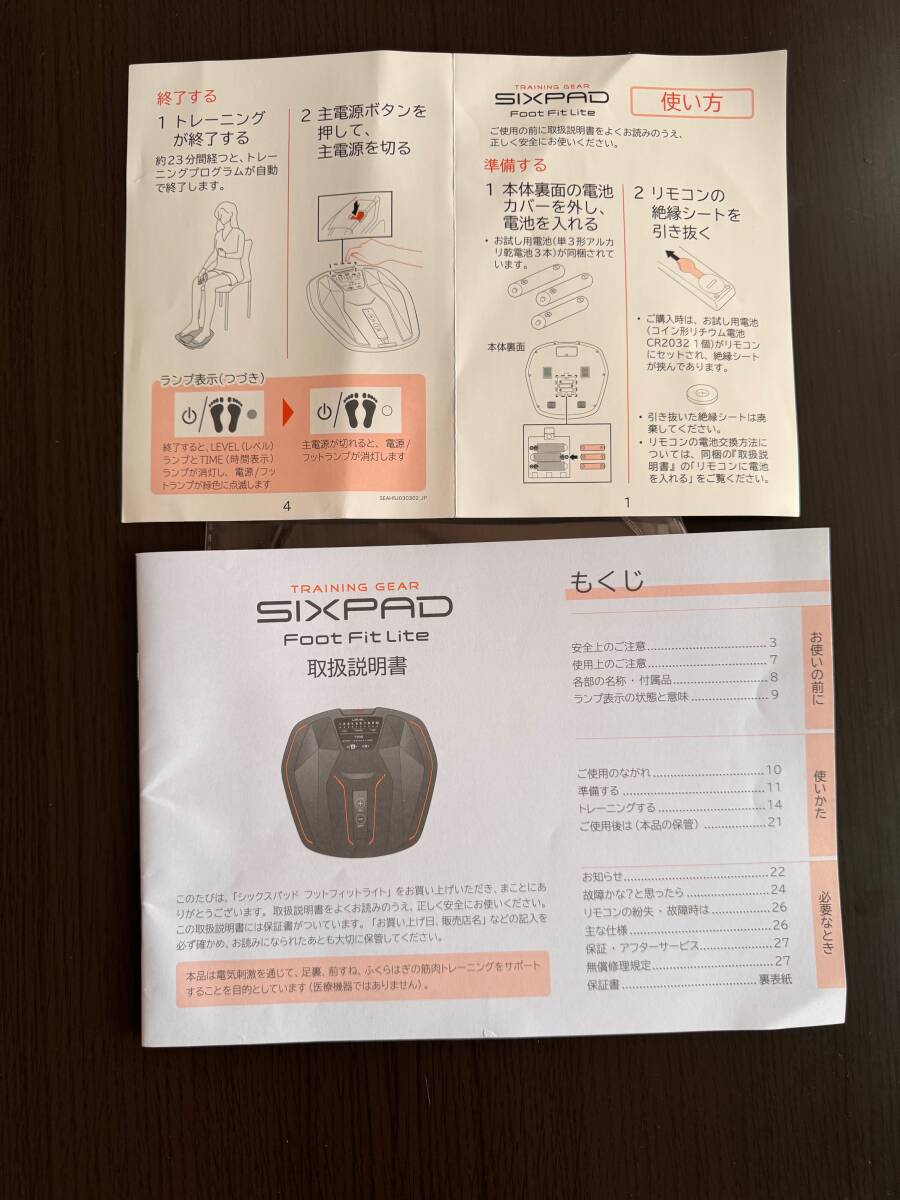 終了する
1 トレーニング
が終了する
約23分間経つと、トレー
ニングプログラムが自動
で終了します。
2 主電源ボタンを
押して、
主電源を切る
ランプ表示(つづき)
終了すると、LEVEL(レベル)
ランプとTIME(時間表示)
ランプが消灯し、電源/フッ
トランプが緑色に点滅します
主電源が切れると、電源/
フットランプが消灯します
4
SEAHSJ030302_JP
TRAINING GEAR
SIXPAD
Foot Fit Lite
使い方
ご使用の前に取扱説明書をよくお読みのうえ、
正しく安全にお使いください。
準備する
1 本体裏面の電池
カバーを外し、
電池を入れる
・お試し用電池(単3形アルカ
リ乾電池3本)が同梱されて
います。
本体裏面
2 リモコンの
絶縁シートを
引き抜く
・ご購入時は、お試し用電池
(コイン形リチウム電池
CR2032 1個)がリモコン
にセットされ、絶縁シート
が挟んであります。
・引き抜いた絶縁シートは廃
棄してください。
・リモコンの電池交換方法に
ついては、同梱の『取扱説
明書』の「リモコンに電池
を入れる」をご覧ください。
1
TRAINING GEAR
SIXPAD
Foot Fit Lite
取扱説明書
LEVEL
TIME
このたびは、「シックスパッド フットフィットライト」をお買い上げいただき、まことにあ
りがとうございます。取扱説明書をよくお読みのうえ、正しく安全にお使いください。
この取扱説明書には保証書がついています。「お買い上げ日、販売店名」などの記入を
必ず確かめ、お読みになられたあとも大切に保管してください。
本品は電気刺激を通じて、足裏、前すね、ふくらはぎの筋肉トレーニングをサポート
することを目的としています(医療機器ではありません)。
もくじ
お使いの前に
安全上のご注意 3
使用上のご注意 7
各部の名称・付属品 8
ランプ表示の状態と意味 9
使いかた
ご使用のながれ 10
準備する 11
トレーニングする 14
ご使用後は(本品の保管) 21
必要なとき
お知らせ 22
故障かな?と思ったら 24
リモコンの紛失・故障時は 26
主な仕様 26
保証・アフターサービス 27
無償修理規定 27
保証書 裏表紙